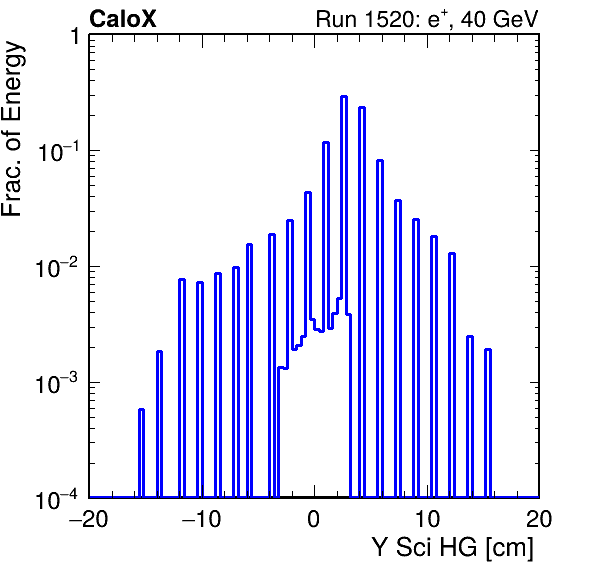 CaloX Run 1520: e⁺, 40 GeV
Frac. of Energy
1
10⁻¹
10⁻²
10⁻³
10⁻⁴
−20 −10 0 10 20
Y Sci HG [cm]